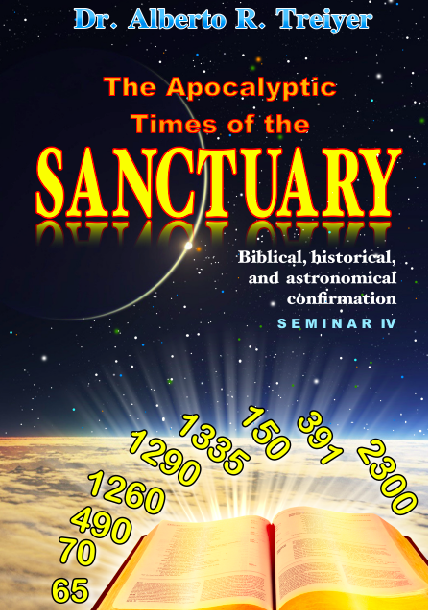 Dr. Alberto R. Treiyer
The Apocalyptic
Times of the
SANCTUARY
Biblical, historical,
and astronomical
confirmation
SEMINAR IV
65
70
490
1260
1290
1335
150
391
2300